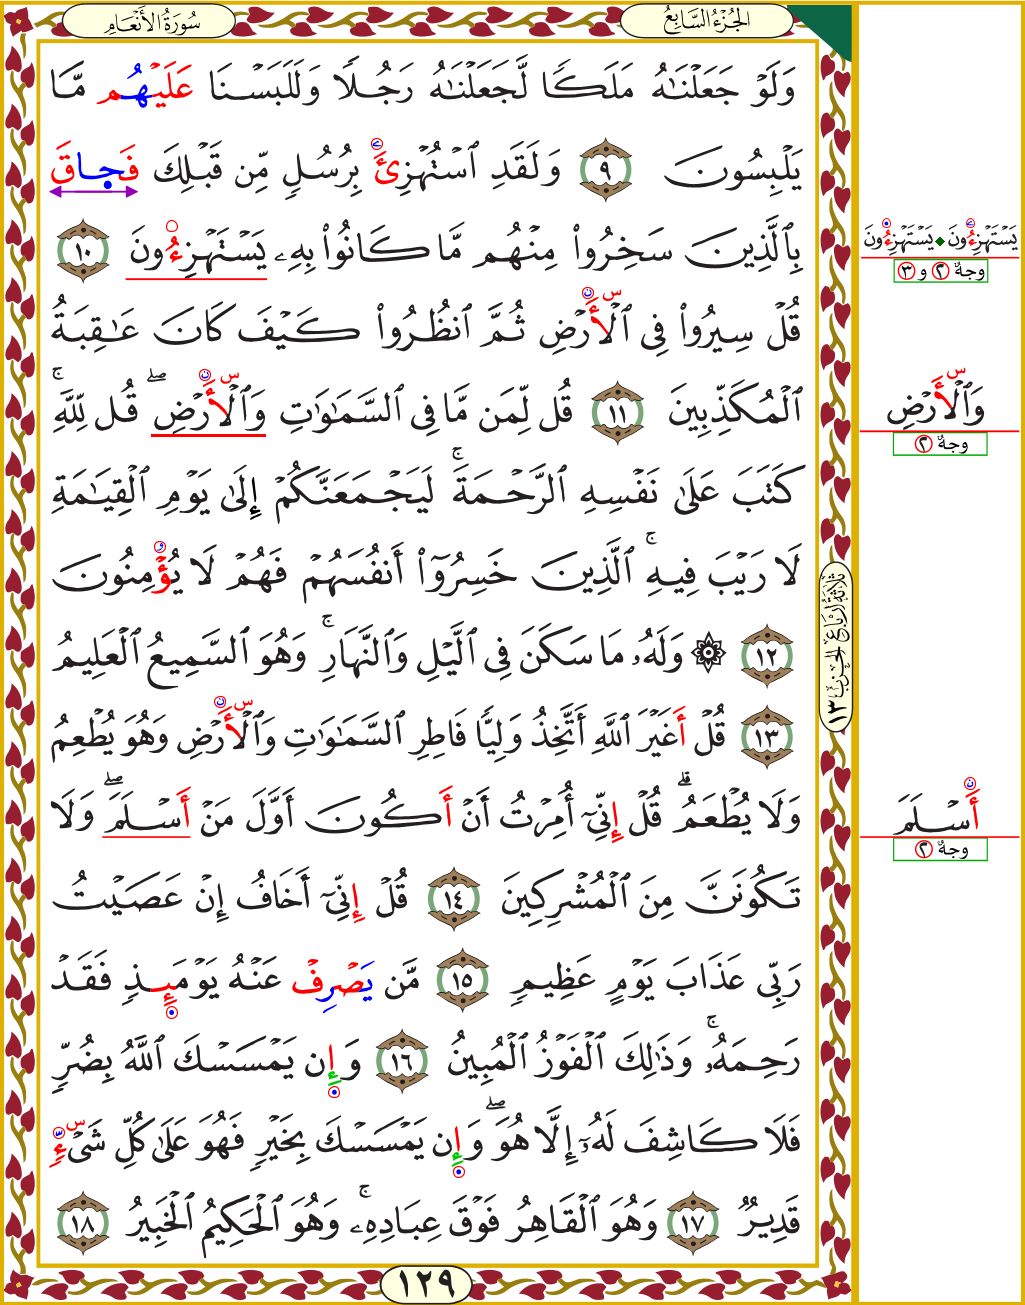 الجُزْءُ السَّابِعُ
سُورَةُ الأَنْعَامِ
وَلَوْ جَعَلْنَٰهُ مَلَكًا لَّجَعَلْنَٰهُ رَجُلًا وَلَلَبَسْنَا عَلَيْهُم مَّا
يَلْبِسُونَ ٩ وَلَقَدِ ٱسْتُهْزِئَ بِرُسُلٍ مِّن قَبْلِكَ فَحَاقَ
بِٱلَّذِينَ سَخِرُوا۟ مِنْهُم مَّا كَانُوا۟ بِهِۦ يَسْتَهْزِءُونَ ١٠
قُلْ سِيرُوا۟ فِى ٱلْأَرْضِ ثُمَّ ٱنظُرُوا۟ كَيْفَ كَانَ عَٰقِبَةُ
ٱلْمُكَذِّبِينَ ١١ قُل لِّمَن مَّا فِى ٱلسَّمَٰوَٰتِ وَٱلْأَرْضِۖ قُل لِّلَّهِۚ
كَتَبَ عَلَىٰ نَفْسِهِ ٱلرَّحْمَةَۚ لَيَجْمَعَنَّكُمْ إِلَىٰ يَوْمِ ٱلْقِيَٰمَةِ
لَا رَيْبَ فِيهِۚ ٱلَّذِينَ خَسِرُوٓا۟ أَنفُسَهُمْ فَهُمْ لَا يُؤْمِنُونَ
١٢ ۞ وَلَهُۥ مَا سَكَنَ فِى ٱلَّيْلِ وَٱلنَّهَارِۚ وَهُوَ ٱلسَّمِيعُ ٱلْعَلِيمُ
١٣ قُلْ أَغَيْرَ ٱللَّهِ أَتَّخِذُ وَلِيًّا فَاطِرِ ٱلسَّمَٰوَٰتِ وَٱلْأَرْضِ وَهُوَ يُطْعِمُ
وَلَا يُطْعَمُۗ قُلْ إِنِّىٓ أُمِرْتُ أَنْ أَكُونَ أَوَّلَ مَنْ أَسْلَمَۖ وَلَا
تَكُونَنَّ مِنَ ٱلْمُشْرِكِينَ ١٤ قُلْ إِنِّىٓ أَخَافُ إِنْ عَصَيْتُ
رَبِّى عَذَابَ يَوْمٍ عَظِيمٍ ١٥ مَّن يَصْرِفْ عَنْهُ يَوْمَئِذٍ فَقَدْ
رَحِمَهُۥۚ وَذَٰلِكَ ٱلْفَوْزُ ٱلْمُبِينُ ١٦ وَإِن يَمْسَسْكَ ٱللَّهُ بِضُرٍّ
فَلَا كَاشِفَ لَهُۥٓ إِلَّا هُوَۖ وَإِن يَمْسَسْكَ بِخَيْرٍ فَهُوَ عَلَىٰ كُلِّ شَىْءٍ
قَدِيرٌ ١٧ وَهُوَ ٱلْقَاهِرُ فَوْقَ عِبَادِهِۦۚ وَهُوَ ٱلْحَكِيمُ ٱلْخَبِيرُ ١٨
١٢٩
ثَلَاثَةُ أَرْبَاعِ الحِزْبِ ١٣
يَسْتَهْزِءُونَ ◆ يَسْتَهْزِءُونَ
وجهٌ ٢ و ٣
وَٱلْأَرْضِ
وجهٌ ٢
أَسْلَمَ
وجهٌ ٢